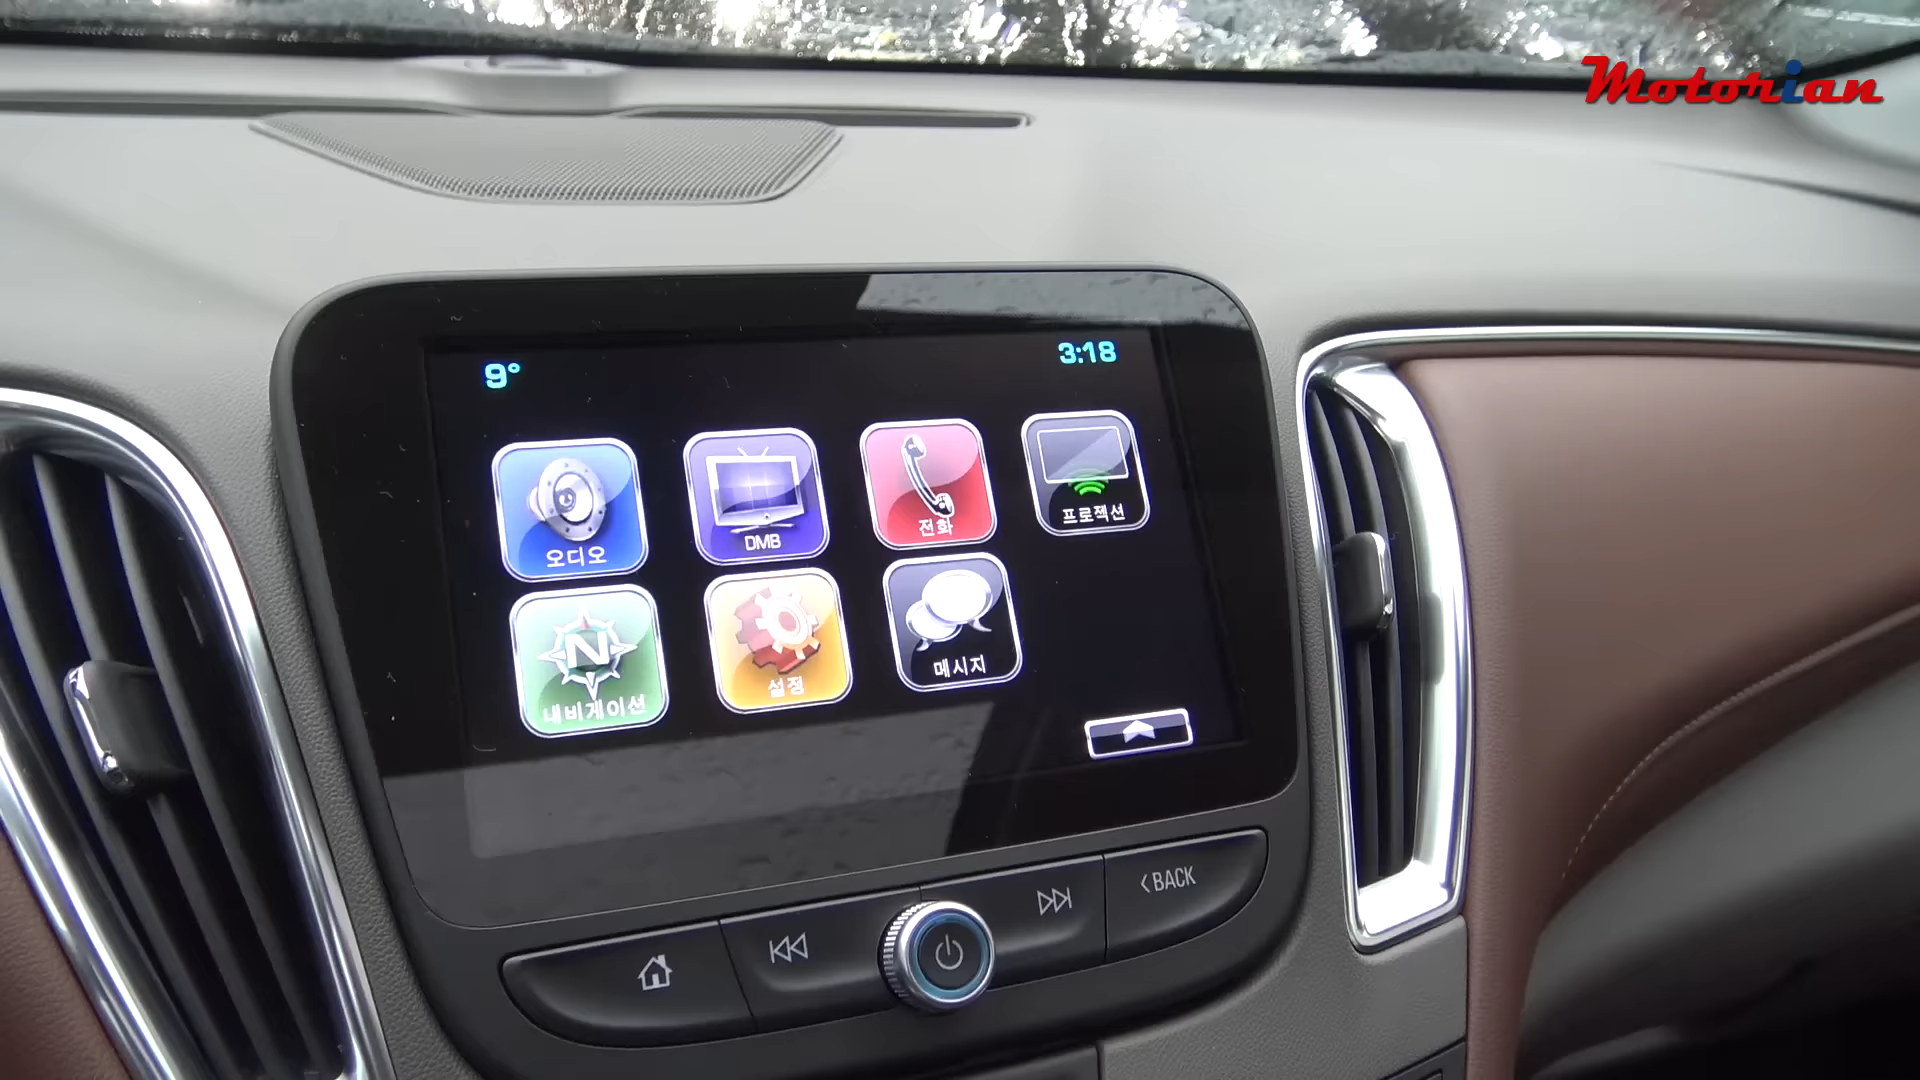 Motorian
9°
3:18
오디오
DMB
전화
프로젝션
내비게이션
설정
메시지
<BACK